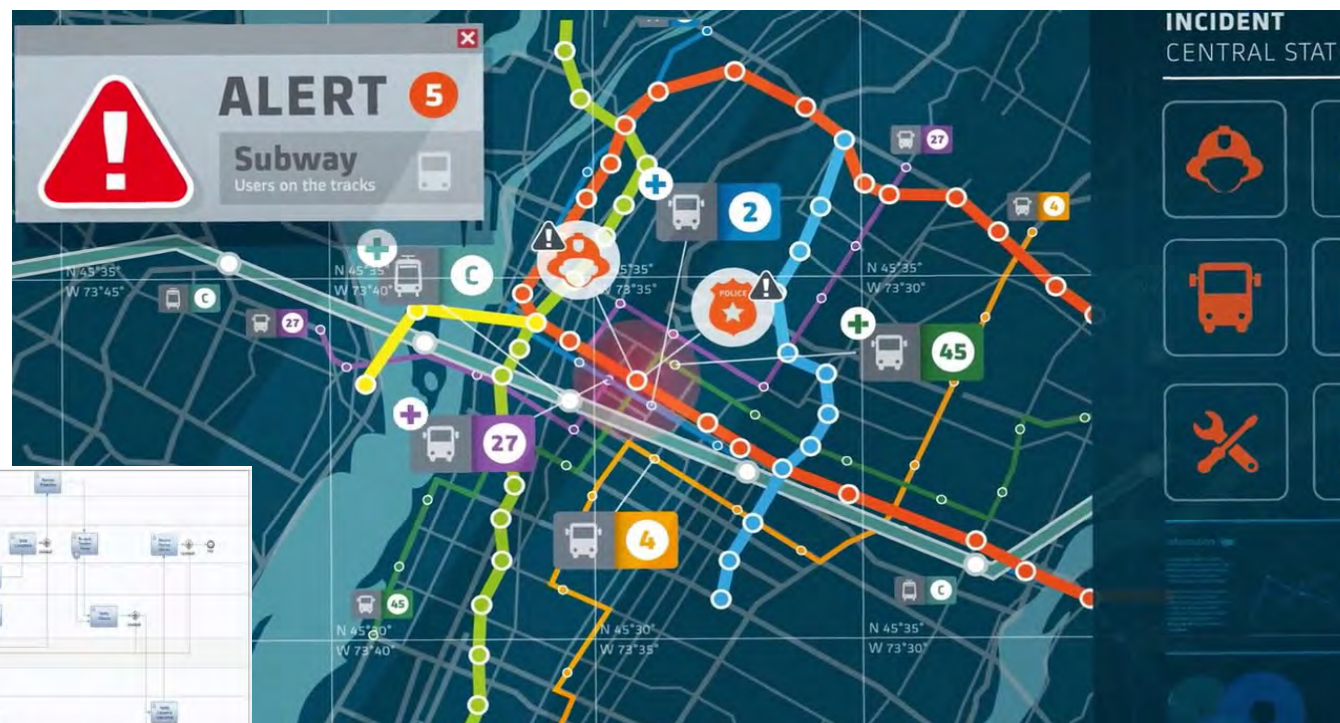 ALERT 5
Subway
Users on the tracks
INCIDENT
CENTRAL STAT
27
2
4
N 45°35"
W 73°45"
N 45°35"
W 73°40"
C
5°35"
73°35"
POLICE
N 45°35"
W 73°30"
C
27
45
27
4
45
C
N 45°30"
W 73°40"
N 45°30"
W 73°35"
N 45°35"
W 73°30"
Information